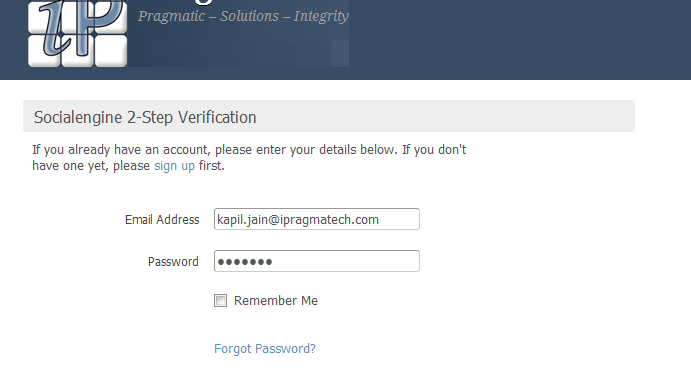 iP
Pragmatic – Solutions – Integrity
Socialengine 2-Step Verification
If you already have an account, please enter your details below. If you don't
have one yet, please sign up first.
Email Address kapil.jain@ipragmatech.com
Password •••••••
Remember Me
Forgot Password?